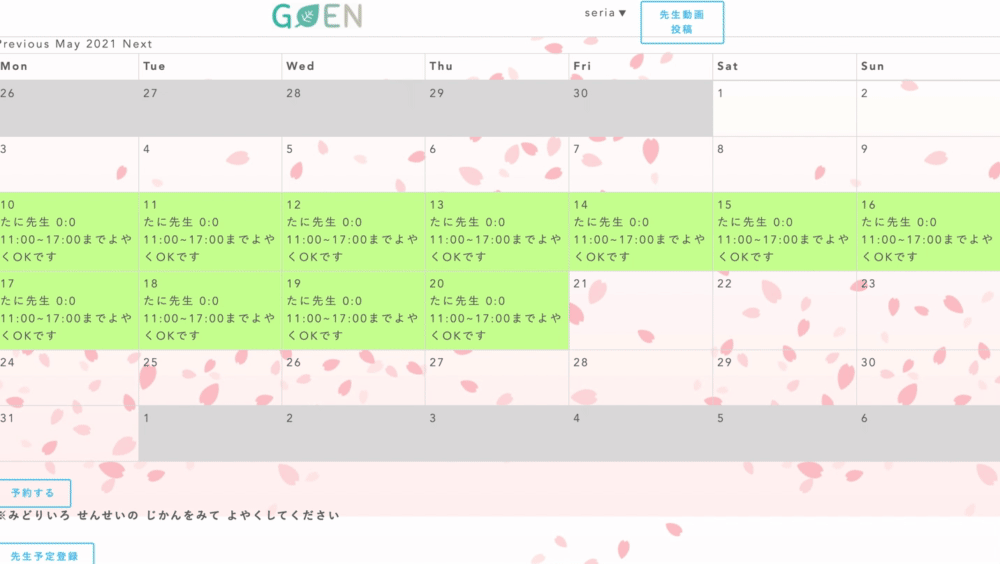 GOEN
seria▼
先生動画
投稿
Previous May 2021 Next
Mon Tue Wed Thu Fri Sat Sun
26 27 28 29 30 1 2
3 4 5 6 7 8 9
10 11 12 13 14 15 16
たに先生 0:0 たに先生 0:0 たに先生 0:0 たに先生 0:0 たに先生 0:0 たに先生 0:0 たに先生 0:0
11:00~17:00までよや 11:00~17:00までよや 11:00~17:00までよや 11:00~17:00までよや 11:00~17:00までよや 11:00~17:00までよや 11:00~17:00までよや
くOKです くOKです くOKです くOKです くOKです くOKです くOKです
17 18 19 20 21 22 23
たに先生 0:0 たに先生 0:0 たに先生 0:0 たに先生 0:0
11:00~17:00までよや 11:00~17:00までよや 11:00~17:00までよや 11:00~17:00までよや
くOKです くOKです くOKです くOKです
24 25 26 27 28 29 30
31 1 2 3 4 5 6
予約する
※みどりいろ せんせいの じかんをみて よやくしてください
先生予定登録